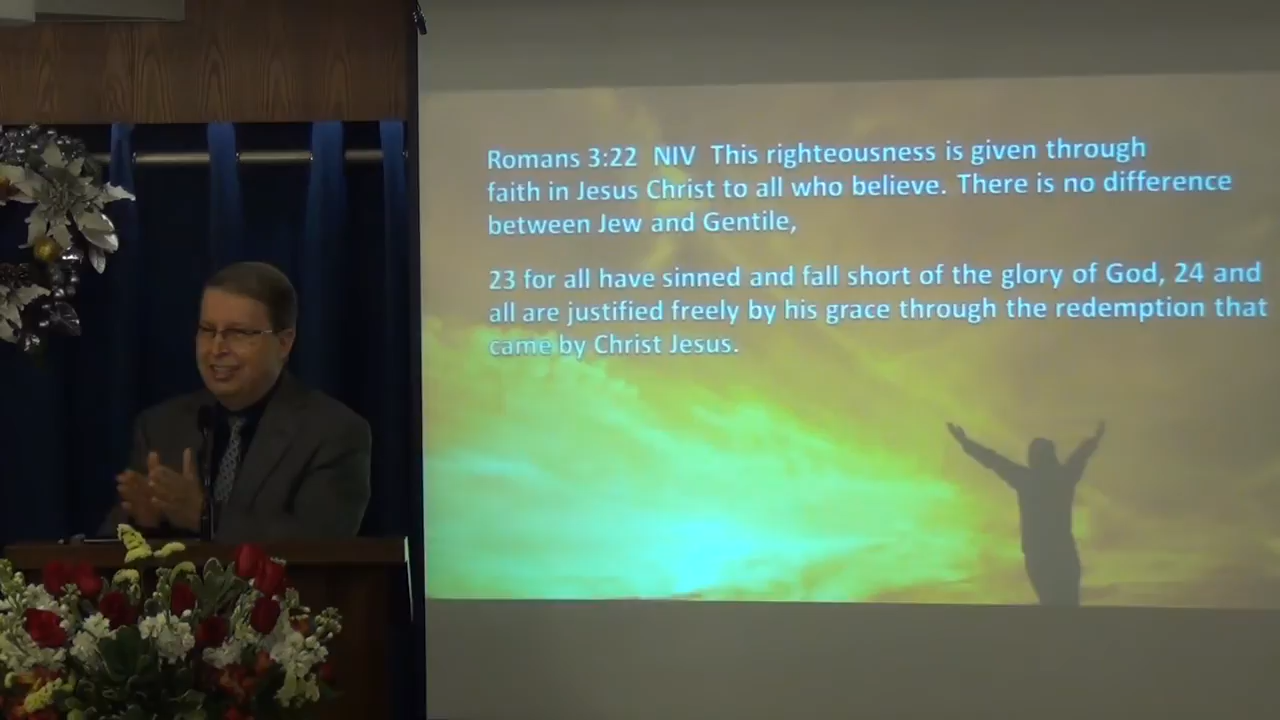 Romans 3:22 NIV This righteousness is given through
faith in Jesus Christ to all who believe. There is no difference
between Jew and Gentile,
23 for all have sinned and fall short of the glory of God, 24 and
all are justified freely by his grace through the redemption that
came by Christ Jesus.